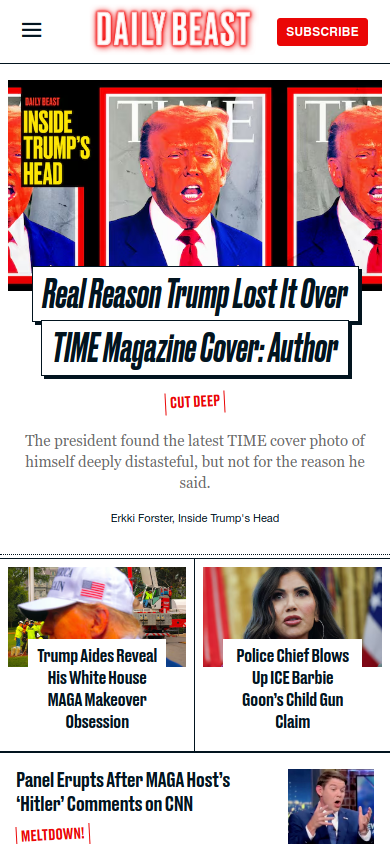 DAILY BEAST
SUBSCRIBE
DAILY BEAST
INSIDE
TRUMP'S
HEAD
TIME
Real Reason Trump Lost It Over
TIME Magazine Cover: Author
CUT DEEP
The president found the latest TIME cover photo of
himself deeply distasteful, but not for the reason he
said.
Erkki Forster, Inside Trump's Head
Trump Aides Reveal
His White House
MAGA Makeover
Obsession
Police Chief Blows
Up ICE Barbie
Goon's Child Gun
Claim
Panel Erupts After MAGA Host's
'Hitler' Comments on CNN
MELTDOWN!